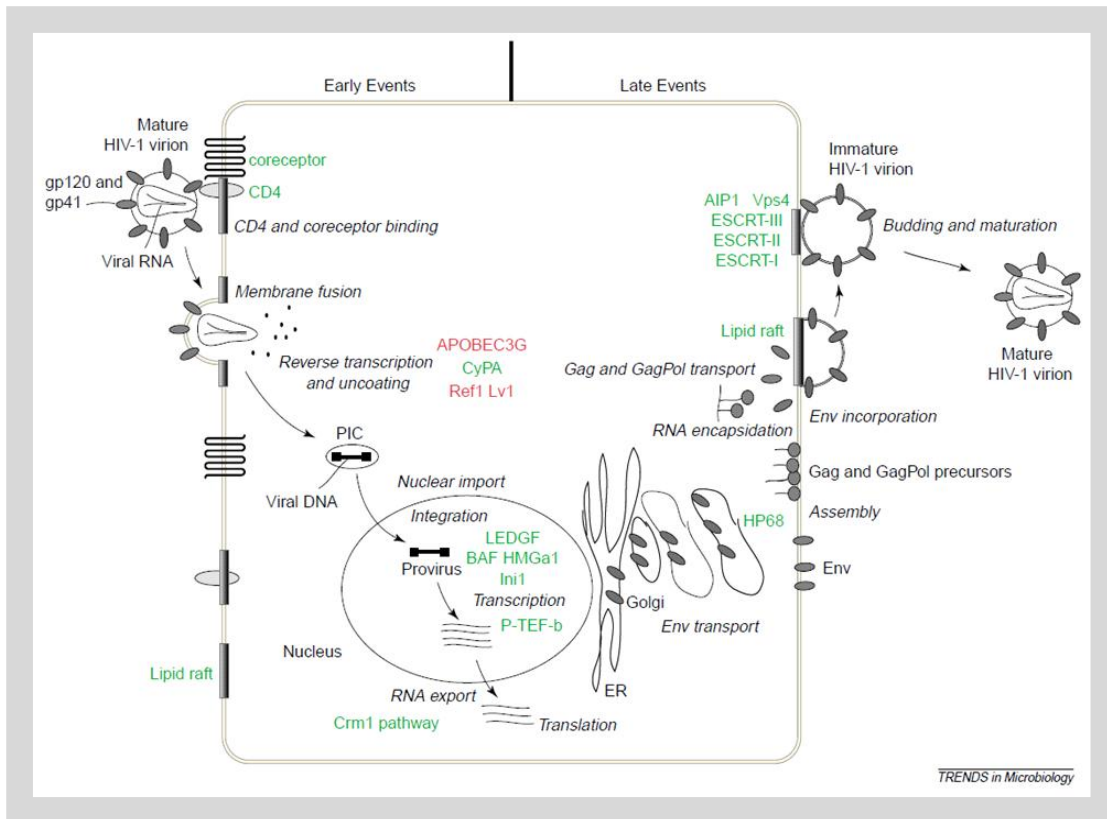 Early Events
Late Events
Mature
HIV-1 virion
gp120 and
gp41
Viral RNA
coreceptor
CD4
CD4 and coreceptor binding
Membrane fusion
Reverse transcription
and uncoating
APOBEC3G
CyPA
Ref1 Lv1
PIC
Viral DNA
Nuclear import
Integration
LEDGF
BAF HMGa1
Ini1
Provirus
Transcription
P-TEF-b
Nucleus
Lipid raft
RNA export
Crm1 pathway
Translation
ER
Golgi
Env transport
HP68
Env
Assembly
Gag and GagPol precursors
RNA encapsidation
Env incorporation
Gag and GagPol transport
Lipid raft
AIP1 Vps4
ESCRT-III
ESCRT-II
ESCRT-I
Immature
HIV-1 virion
Budding and maturation
Mature
HIV-1 virion
TRENDS in Microbiology